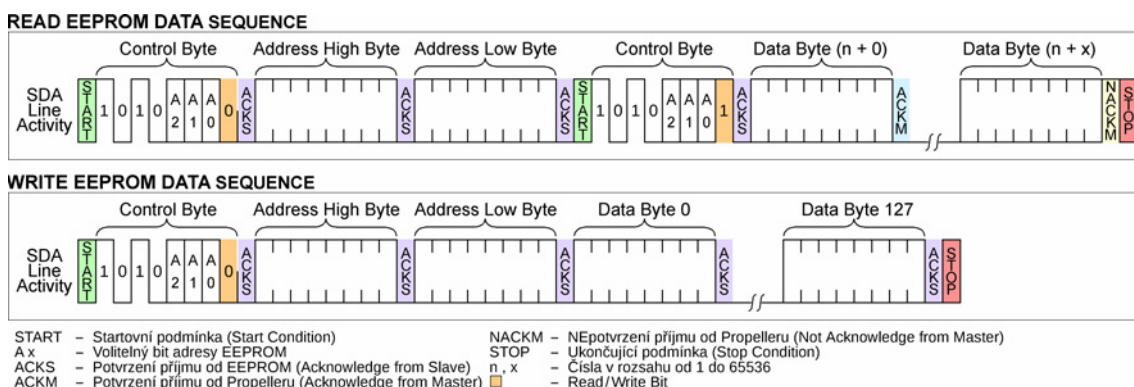 READ EEPROM DATA SEQUENCE
Control Byte Address High Byte Address Low Byte Control Byte Data Byte (n + 0) Data Byte (n + x)
SDA Line Activity START 1 0 1 0 A2 A1 A0 0 ACKS ACKS ACKS START 1 0 1 0 A2 A1 A0 1 ACKS ACKM NACKM STOP
WRITE EEPROM DATA SEQUENCE
Control Byte Address High Byte Address Low Byte Data Byte 0 Data Byte 127
SDA Line Activity START 1 0 1 0 A2 A1 A0 0 ACKS ACKS ACKS ACKS ACKS STOP
START – Startovní podmínka (Start Condition)
A x – Volitelný bit adresy EEPROM
ACKS – Potvrzení příjmu od EEPROM (Acknowledge from Slave)
ACKM – Potvrzení příjmu od Propelleru (Acknowledge from Master)
NACKM – NEpotvrzení příjmu od Propelleru (Not Acknowledge from Master)
STOP – Ukončující podmínka (Stop Condition)
n , x – Čísla v rozsahu od 1 do 65536
– Read/Write Bit